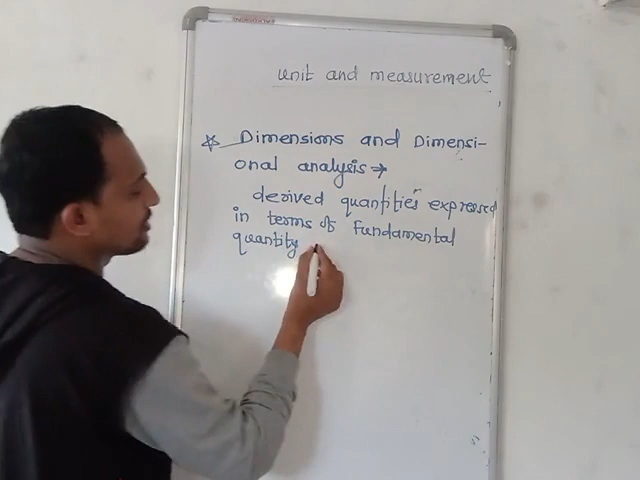 unit and measurement
☆ Dimensions and Dimensi-
onal analysis →
derived quantities expressed
in terms of Fundamental
quantity